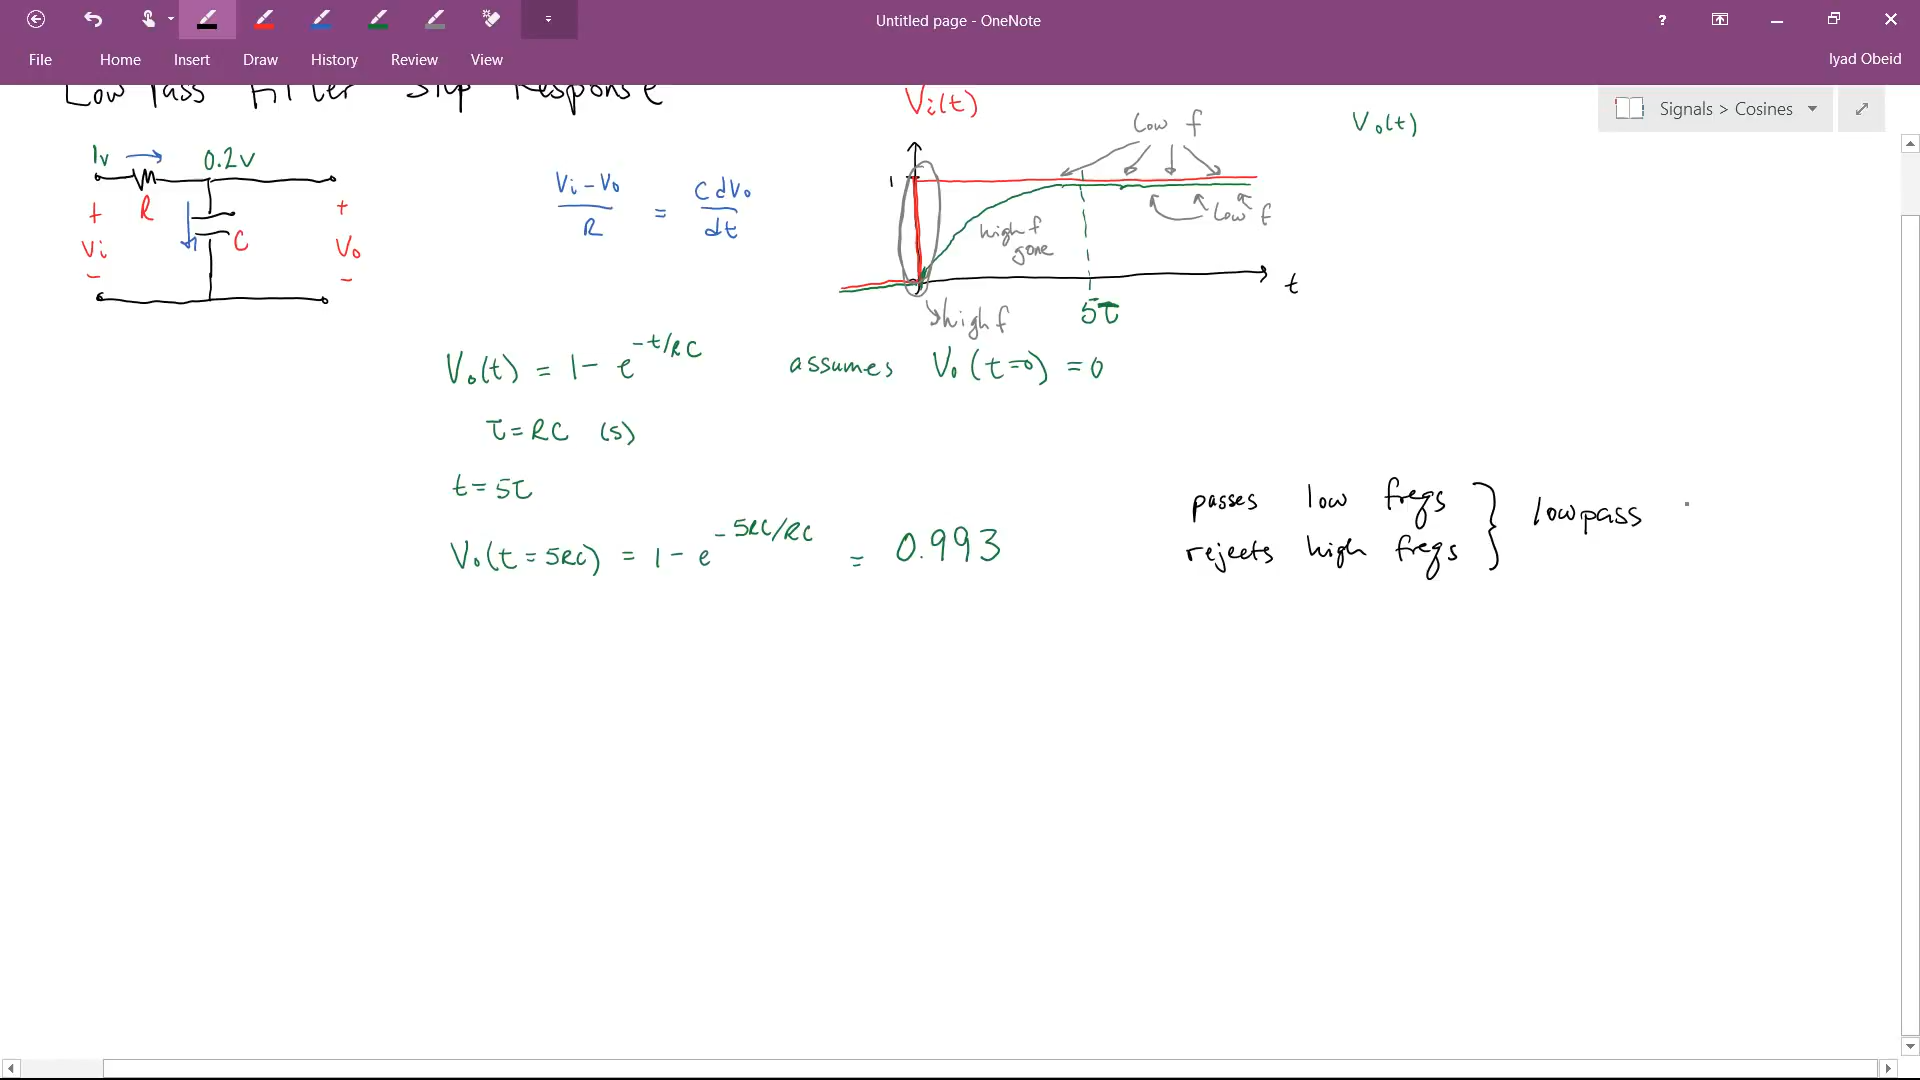 Untitled page - OneNote
File Home Insert Draw History Review View
Iyad Obeid
Signals > Cosines
Low Pass Filter Step Response
Vi(t)
Vo(t)
low f
1v
0.2v
R
+
Vi
-
C
+
Vo
-
Vi - Vo / R = C dVo / dt
1
high f
gone
low f
t
5τ
high f
Vo(t) = 1 - e^-t/RC assumes Vo(t=0) = 0
τ = RC (s)
t = 5τ
Vo(t = 5RC) = 1 - e^-5RC/RC = 0.993
passes low freqs
rejects high freqs
} lowpass